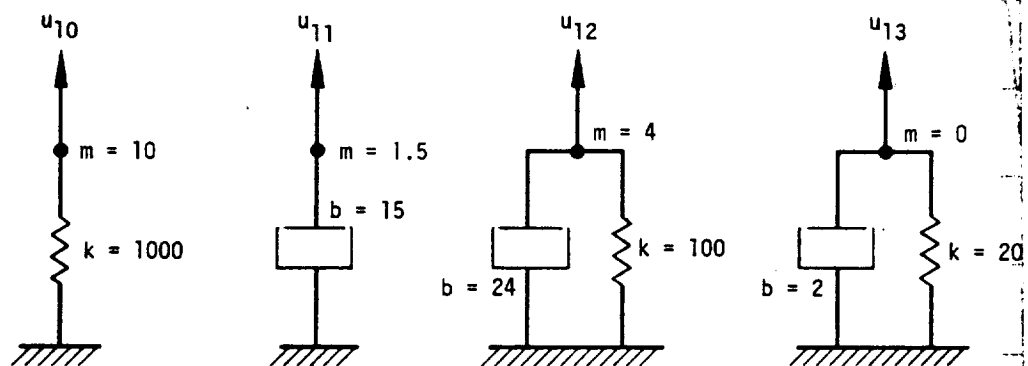 u10 u11 u12 u13
m = 10 m = 1.5 m = 4 m = 0
b = 15
k = 1000 k = 100 k = 20
b = 24 b = 2